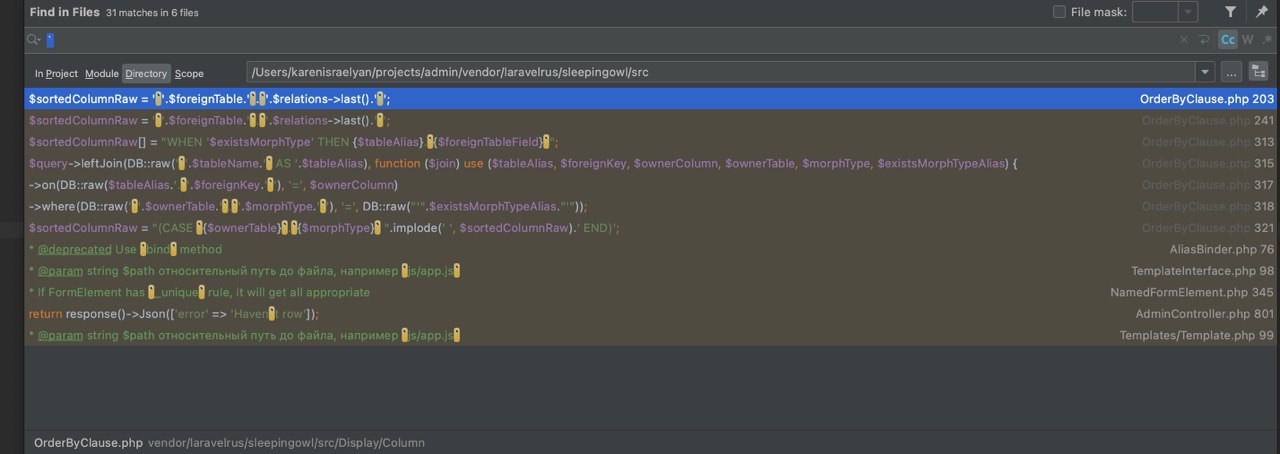 Find in Files 31 matches in 6 files File mask:
` Cc W .*
In Project Module Directory Scope /Users/karenisraelyan/projects/admin/vendor/laravelrus/sleepingowl/src ...
$sortedColumnRaw = '`'.$foreignTable.'`.`'.$relations->last().'`'; OrderByClause.php 203
$sortedColumnRaw = '`'.$foreignTable.'`.`'.$relations->last().'`'; OrderByClause.php 241
$sortedColumnRaw[] = "WHEN '$existsMorphType' THEN {$tableAlias}.`{$foreignTableField}`"; OrderByClause.php 313
$query->leftJoin(DB::raw('`'.$tableName.'` AS '.$tableAlias), function ($join) use ($tableAlias, $foreignKey, $ownerColumn, $ownerTable, $morphType, $existsMorphTypeAlias) { OrderByClause.php 315
->on(DB::raw($tableAlias.'.`'.$foreignKey.'`'), '=', $ownerColumn) OrderByClause.php 317
->where(DB::raw('`'.$ownerTable.'`.`'.$morphType.'`'), '=', DB::raw("'".$existsMorphTypeAlias."'")); OrderByClause.php 318
$sortedColumnRaw = "(CASE `{$ownerTable}`.`{$morphType}` ".implode(' ', $sortedColumnRaw).' END)'; OrderByClause.php 321
* @deprecated Use `bind` method AliasBinder.php 76
* @param string $path относительный путь до файла, например `js/app.js` TemplateInterface.php 98
* If FormElement has `_unique` rule, it will get all appropriate NamedFormElement.php 345
return response()->Json(['error' => 'Haven`t row']); AdminController.php 801
* @param string $path относительный путь до файла, например `js/app.js` Templates/Template.php 99
OrderByClause.php vendor/laravelrus/sleepingowl/src/Display/Column